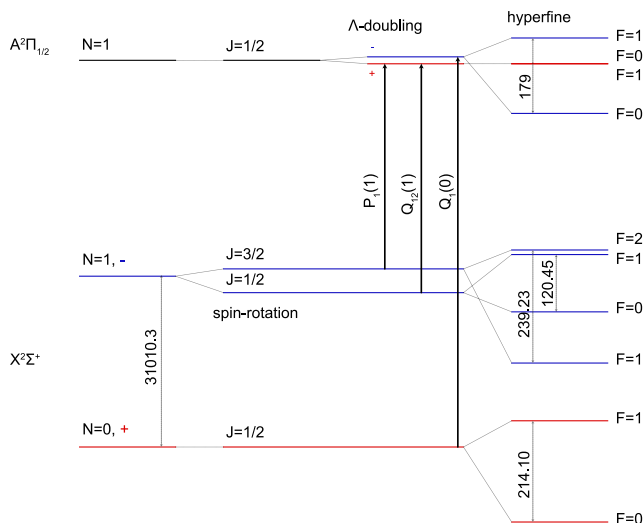 Λ-doubling
hyperfine
A²Π₁/₂
N=1
J=1/2
-
+
F=1
F=0
F=1
F=0
179
P₁(1)
Q₁₂(1)
Q₁(0)
N=1, -
J=3/2
J=1/2
spin-rotation
F=2
F=1
F=0
F=1
120.45
239.23
31010.3
X²Σ⁺
N=0, +
J=1/2
F=1
F=0
214.10